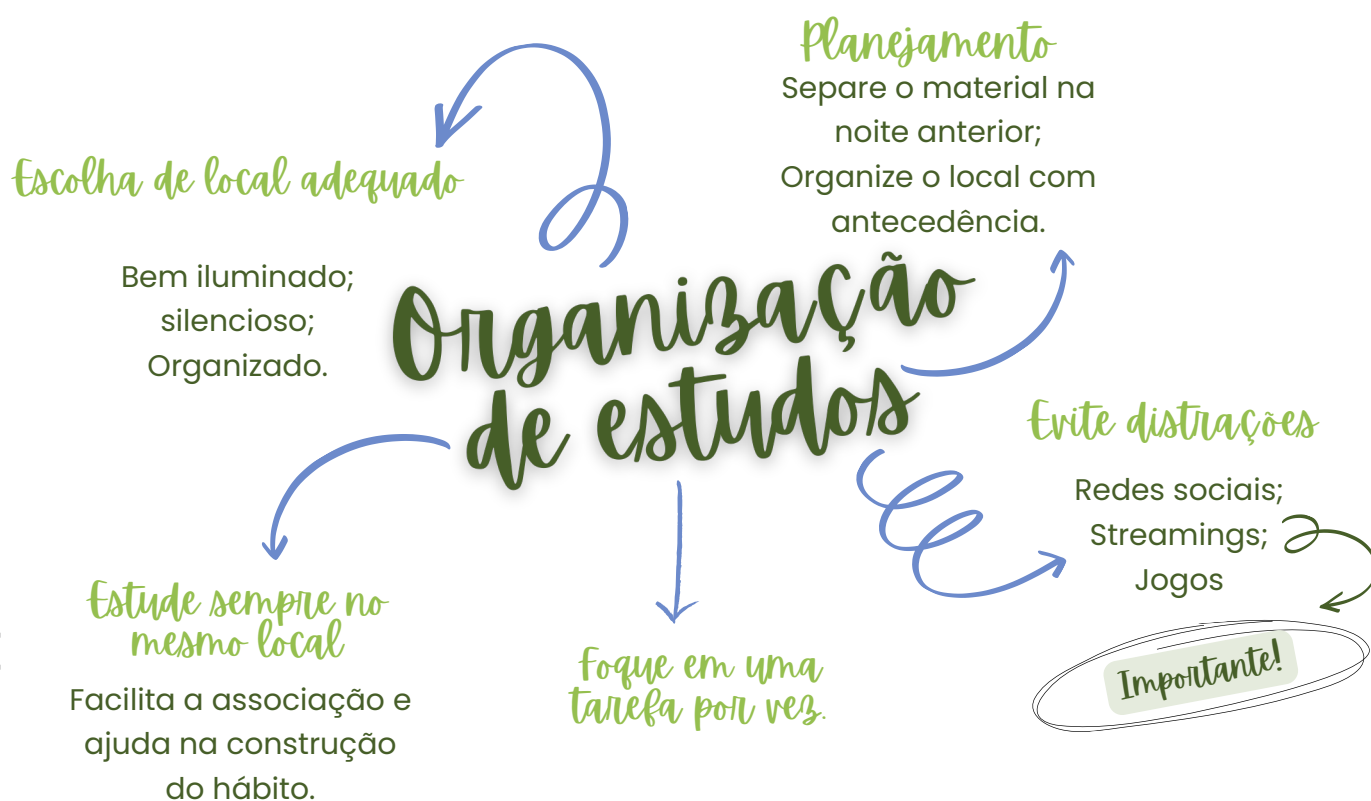 Organização
de estudos
Escolha de local adequado
Bem iluminado;
silencioso;
Organizado.
Planejamento
Separe o material na
noite anterior;
Organize o local com
antecedência.
Evite distrações
Redes sociais;
Streamings;
Jogos
Importante!
Foque em uma
tarefa por vez.
Estude sempre no
mesmo local
Facilita a associação e
ajuda na construção
do hábito.